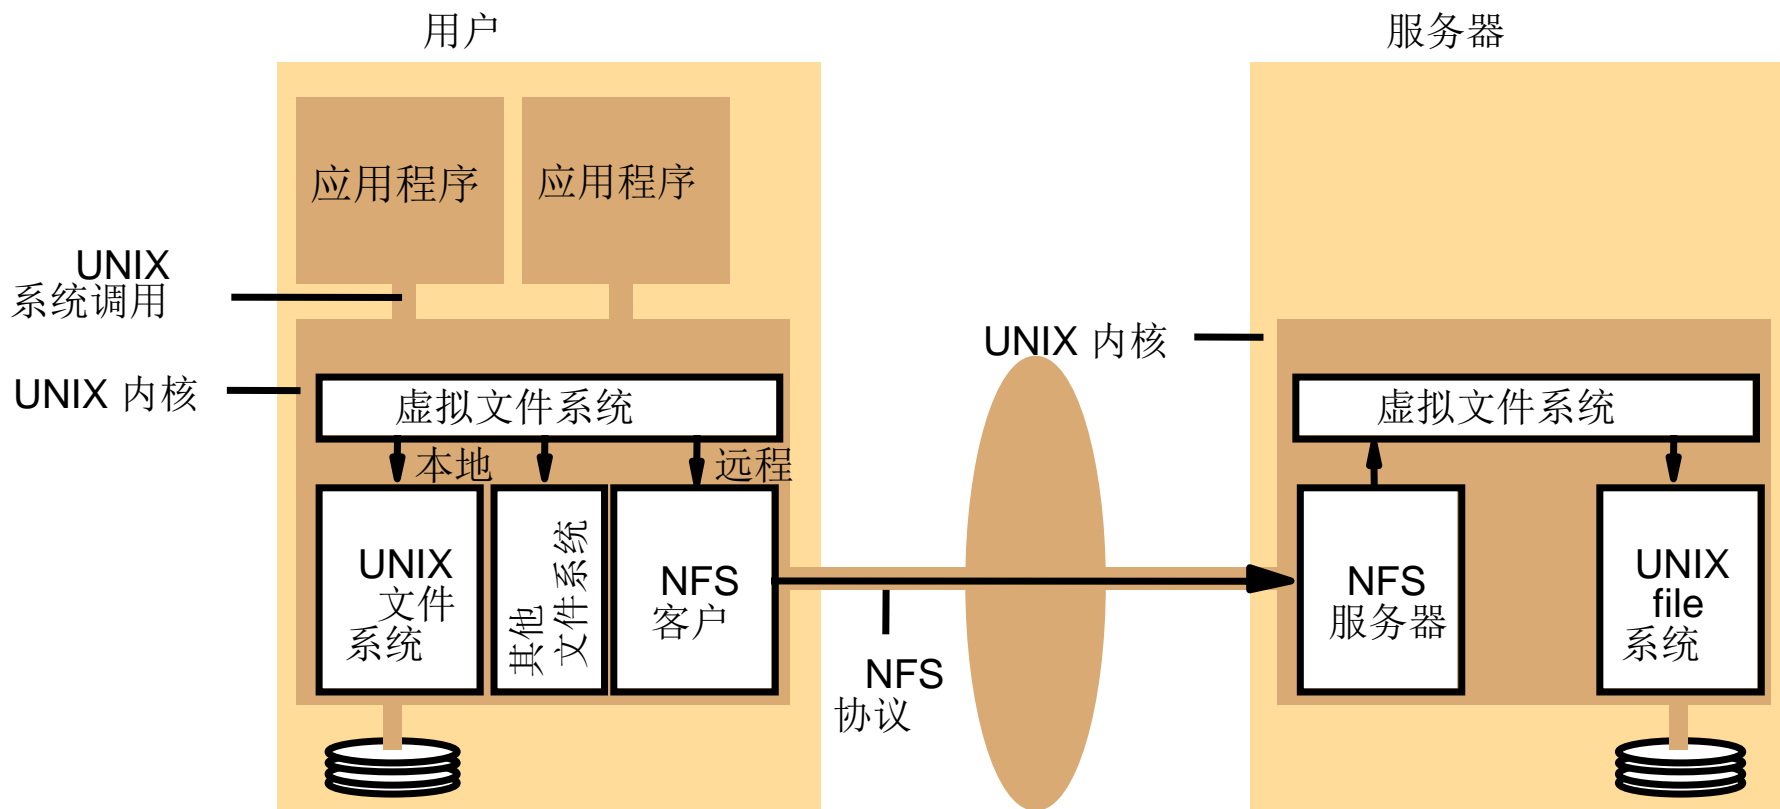 用户
服务器
应用程序
应用程序
UNIX
系统调用
UNIX 内核
UNIX 内核
虚拟文件系统
虚拟文件系统
本地
远程
UNIX
文件
系统
其他
文件系统
NFS
客户
NFS
协议
NFS
服务器
UNIX
file
系统